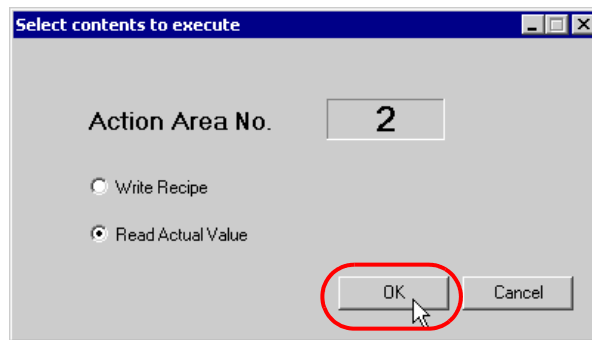 Select contents to execute
Action Area No. 2
Write Recipe
Read Actual Value
OK Cancel